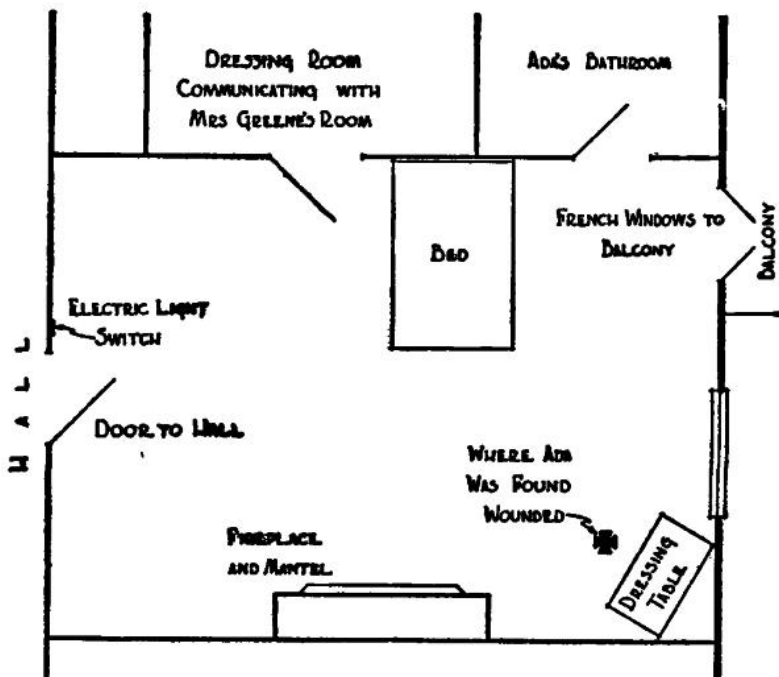 Dressing Room
Communicating with
Mrs Greene's Room
Ada's Bathroom
French Windows to
Balcony
Balcony
Bed
Electric Light
Switch
Hall
Door to Hall
Where Ada
Was Found
Wounded
Fireplace
and Mantel
Dressing
Table